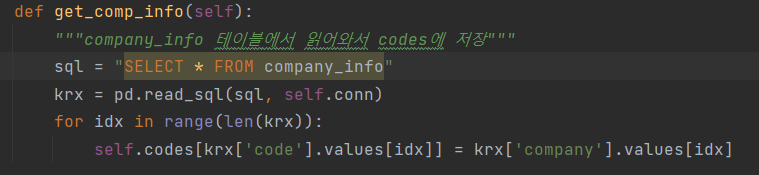 def get_comp_info(self):
    """company_info 테이블에서 읽어와서 codes에 저장"""
    sql = "SELECT * FROM company_info"
    krx = pd.read_sql(sql, self.conn)
    for idx in range(len(krx)):
        self.codes[krx['code'].values[idx]] = krx['company'].values[idx]